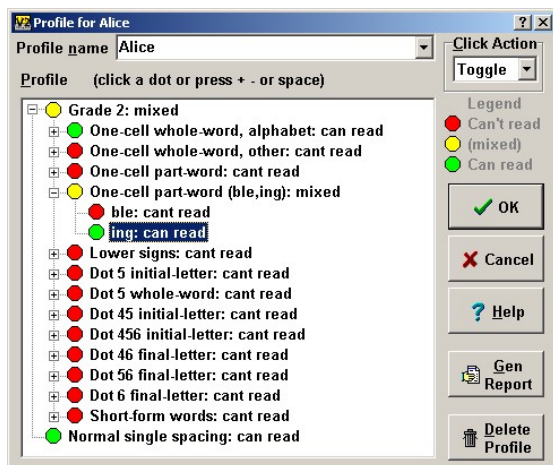 Profile for Alice
Profile name Alice
Click Action
Toggle
Profile (click a dot or press + - or space)
Legend
Can't read
(mixed)
Can read
Grade 2: mixed
One-cell whole-word, alphabet: can read
One-cell whole-word, other: cant read
One-cell part-word: cant read
One-cell part-word (ble,ing): mixed
ble: cant read
ing: can read
Lower signs: cant read
Dot 5 initial-letter: cant read
Dot 5 whole-word: cant read
Dot 45 initial-letter: cant read
Dot 456 initial-letter: cant read
Dot 46 final-letter: cant read
Dot 56 final-letter: cant read
Dot 6 final-letter: cant read
Short-form words: cant read
Normal single spacing: can read
OK
Cancel
Help
Gen
Report
Delete
Profile